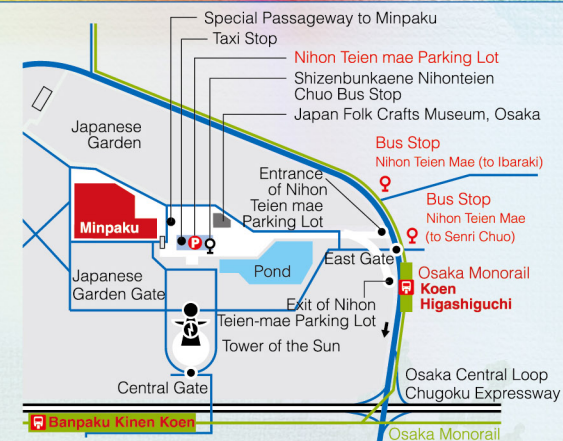 Special Passageway to Minpaku
Taxi Stop
Nihon Teien mae Parking Lot
Shizenbunkaene Nihonteien
Chuo Bus Stop
Japan Folk Crafts Museum, Osaka
Japanese
Garden
Bus Stop
Nihon Teien Mae (to Ibaraki)
Entrance
of Nihon
Teien mae
Parking Lot
Bus Stop
Nihon Teien Mae
(to Senri Chuo)
Minpaku
P
East Gate
Pond
Japanese
Garden Gate
Osaka Monorail
Koen
Higashiguchi
Exit of Nihon
Teien-mae Parking Lot
Tower of the Sun
Central Gate
Osaka Central Loop
Chugoku Expressway
Banpaku Kinen Koen
Osaka Monorail